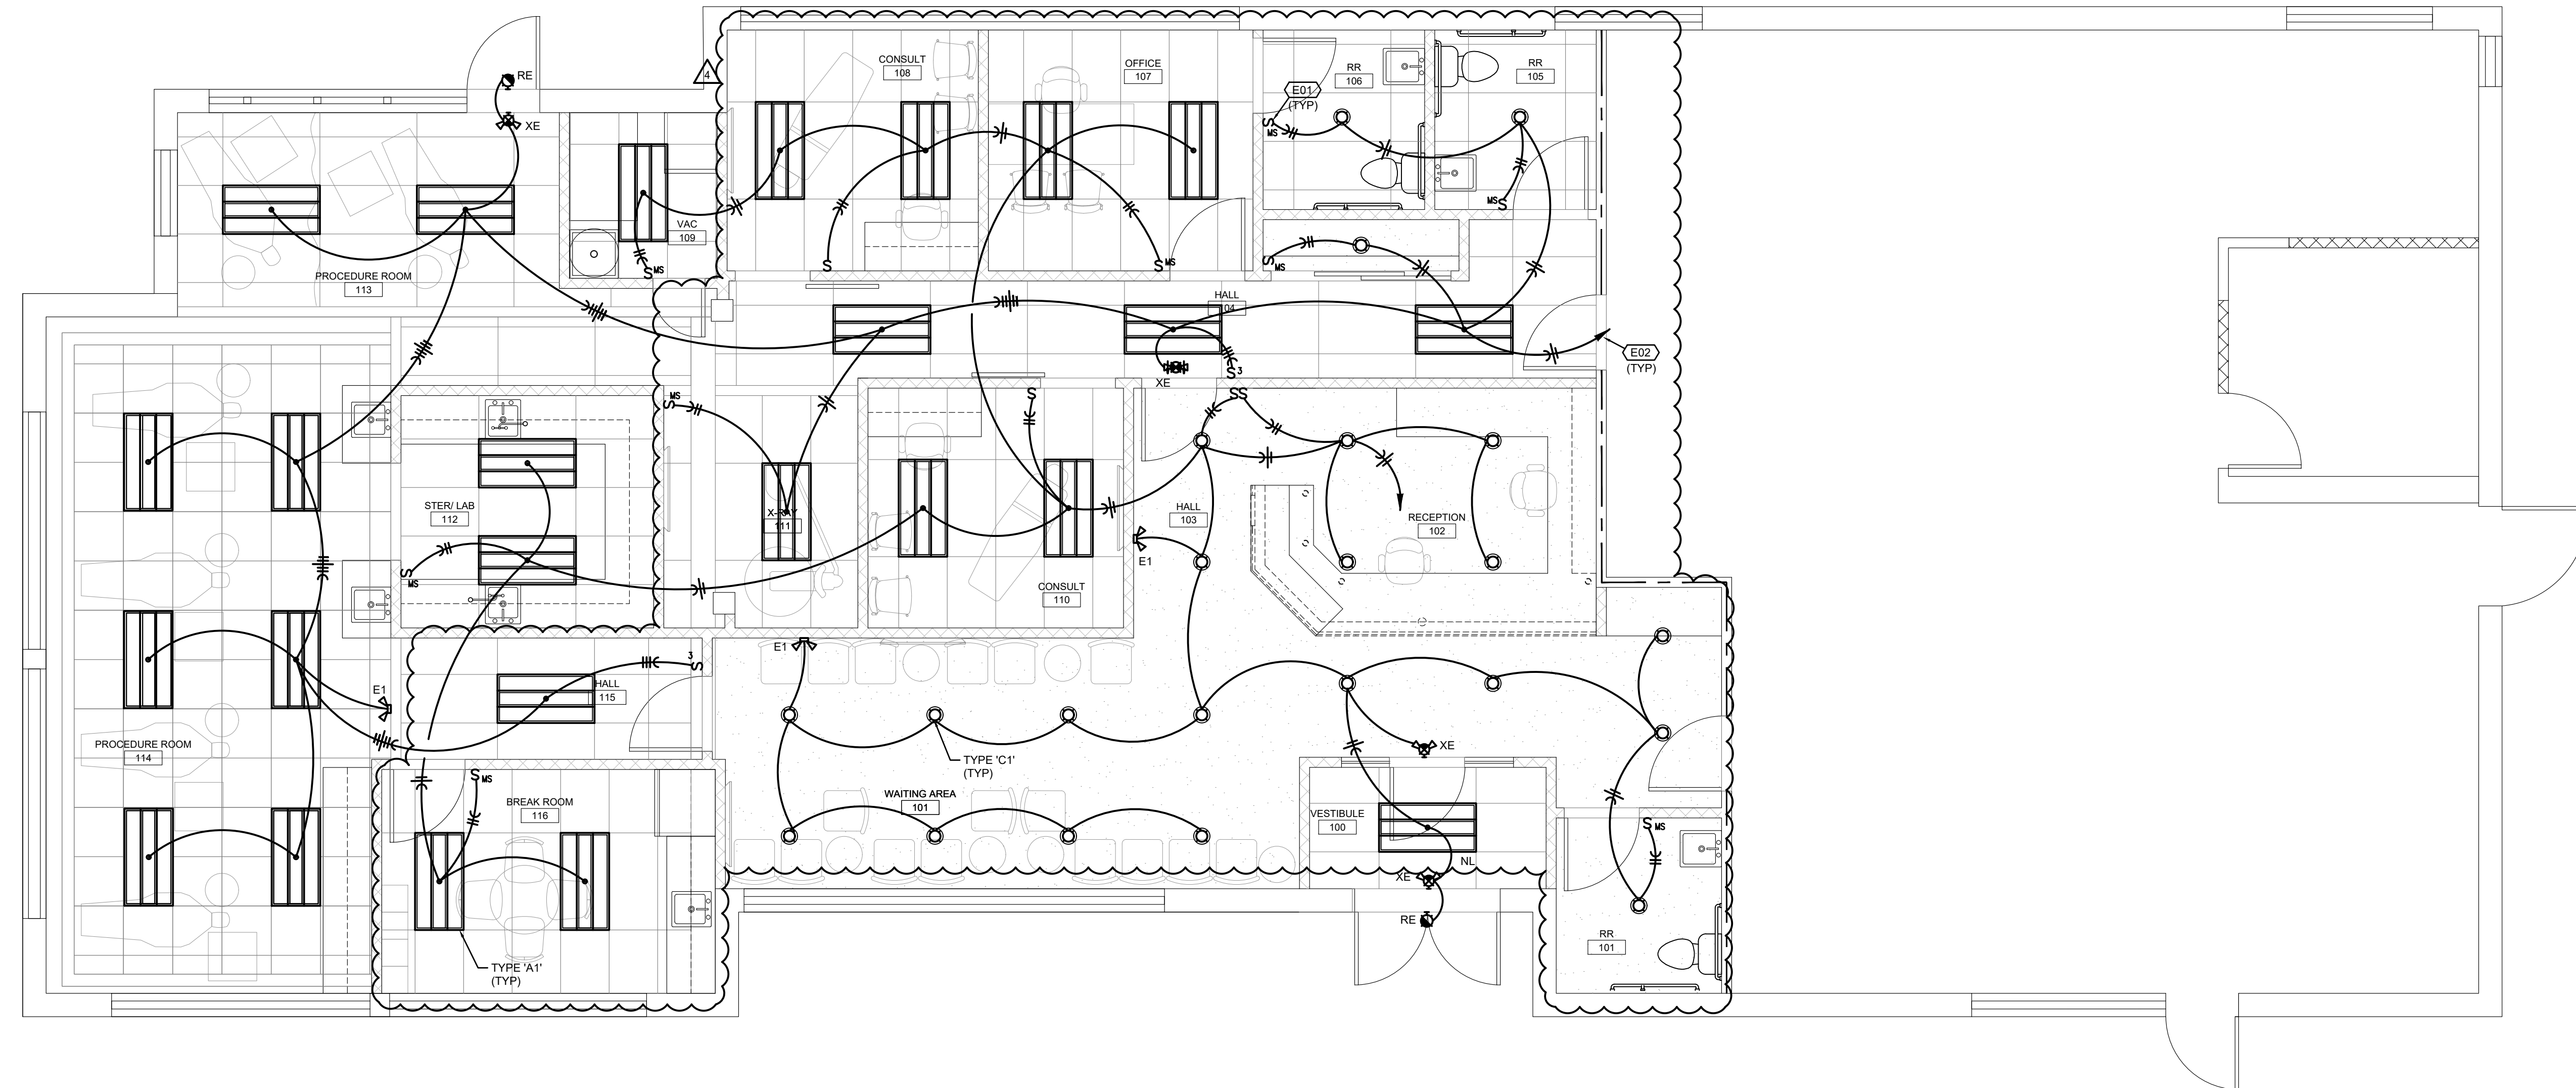 RE
XE
4
CONSULT
108
OFFICE
107
RR
106
RR
105
E01
(TYP)
MS
MS
VAC
109
MS
S
S MS
S
MS
PROCEDURE ROOM
113
HALL
104
XE
S 3
E02
(TYP)
S MS
S
SS
STER/ LAB
112
X-RAY
111
HALL
103
RECEPTION
102
E1
CONSULT
110
S
MS
E1
3
S
HALL
115
E1
PROCEDURE ROOM
114
XE
TYPE 'C1'
(TYP)
S MS
BREAK ROOM
116
WAITING AREA
101
VESTIBULE
100
S MS
NL
XE
RE
RR
101
TYPE 'A1'
(TYP)